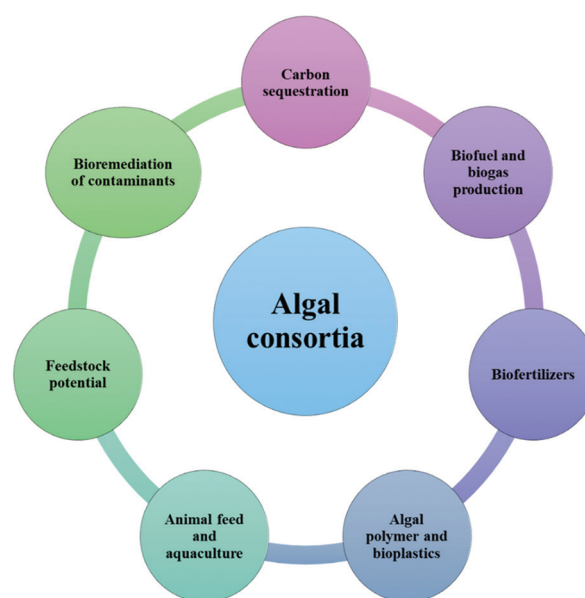 Carbon
sequestration
Biofuel and
biogas
production
Biofertilizers
Algal
polymer and
bioplastics
Animal feed
and
aquaculture
Feedstock
potential
Bioremediation
of contaminants
Algal
consortia